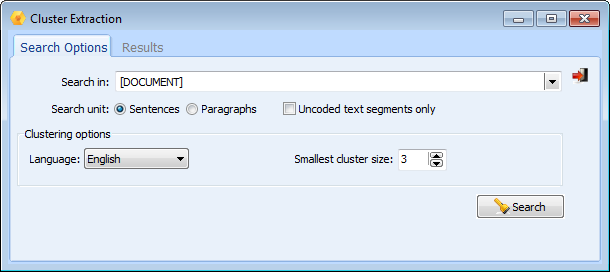 Cluster Extraction
Search Options Results
Search in: [DOCUMENT]
Search unit: Sentences Paragraphs Uncoded text segments only
Clustering options
Language: English Smallest cluster size: 3
Search